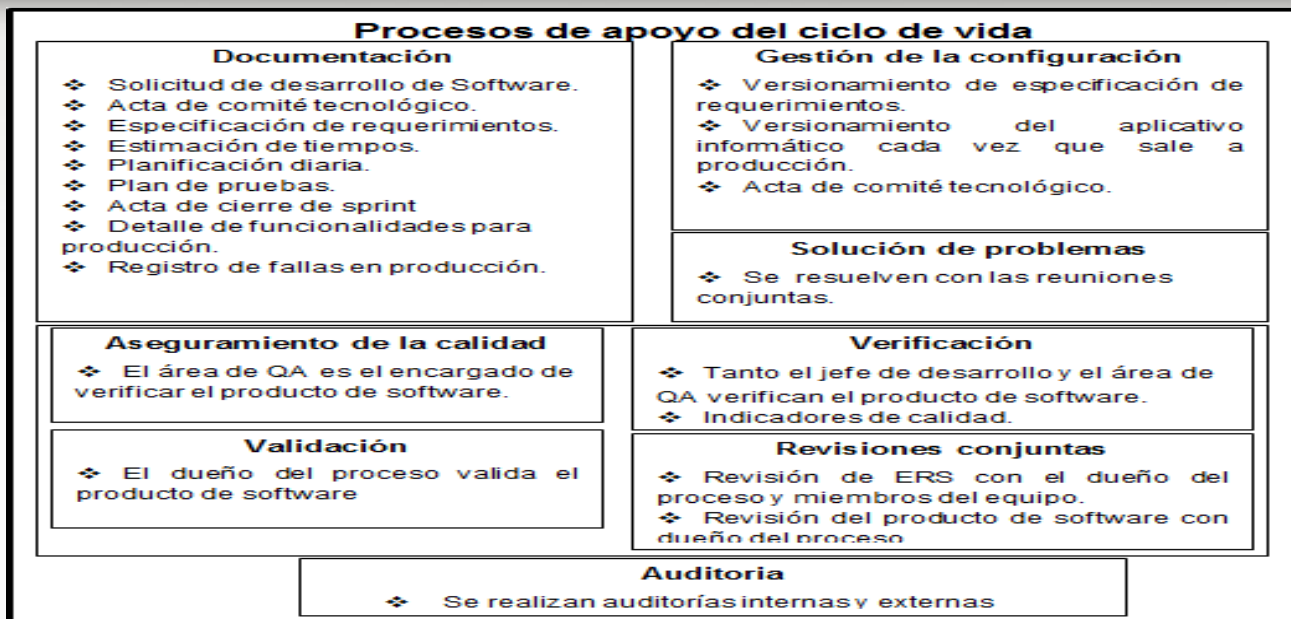 Procesos de apoyo del ciclo de vida
Documentación
❖ Solicitud de desarrollo de Software.
❖ Acta de comité tecnológico.
❖ Especificación de requerimientos.
❖ Estimación de tiempos.
❖ Planificación diaria.
❖ Plan de pruebas.
❖ Acta de cierre de sprint
❖ Detalle de funcionalidades para
producción.
❖ Registro de fallas en producción.
Gestión de la configuración
❖ Versionamiento de especificación de
requerimientos.
❖ Versionamiento del aplicativo
informático cada vez que sale a
producción.
❖ Acta de comité tecnológico.
Solución de problemas
❖ Se resuelven con las reuniones
conjuntas.
Aseguramiento de la calidad
❖ El área de QA es el encargado de
verificar el producto de software.
Verificación
❖ Tanto el jefe de desarrollo y el área de
QA verifican el producto de software.
❖ Indicadores de calidad.
Validación
❖ El dueño del proceso valida el
producto de software
Revisiones conjuntas
❖ Revisión de ERS con el dueño del
proceso y miembros del equipo.
❖ Revisión del producto de software con
dueño del proceso
Auditoria
❖ Se realizan auditorías internas y externas